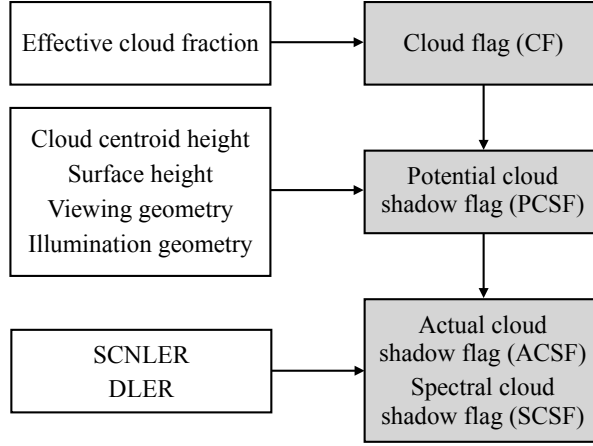 Effective cloud fraction
Cloud flag (CF)
Cloud centroid height
Surface height
Viewing geometry
Illumination geometry
Potential cloud
shadow flag (PCSF)
SCNLER
DLER
Actual cloud
shadow flag (ACSF)
Spectral cloud
shadow flag (SCSF)